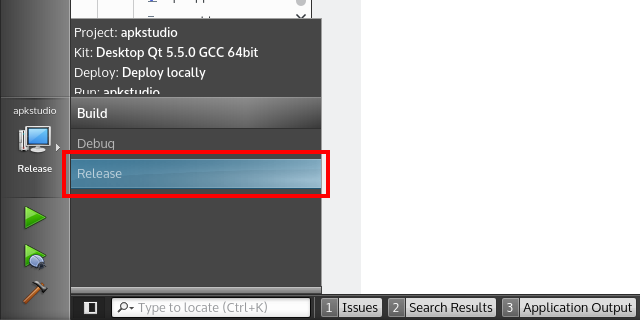 Project: apkstudio
Kit: Desktop Qt 5.5.0 GCC 64bit
Deploy: Deploy locally
Run: apkstudio
apkstudio
Build
Debug
Release
Release
Type to locate (Ctrl+K)
1 Issues
2 Search Results
3 Application Output